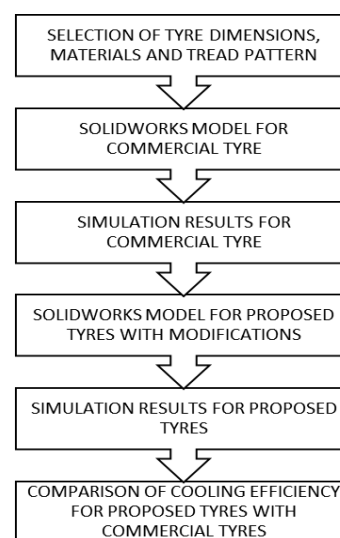 SELECTION OF TYRE DIMENSIONS,
MATERIALS AND TREAD PATTERN
SOLIDWORKS MODEL FOR
COMMERCIAL TYRE
SIMULATION RESULTS FOR
COMMERCIAL TYRE
SOLIDWORKS MODEL FOR PROPOSED
TYRES WITH MODIFICATIONS
SIMULATION RESULTS FOR PROPOSED
TYRES
COMPARISON OF COOLING EFFICIENCY
FOR PROPOSED TYRES WITH
COMMERCIAL TYRES